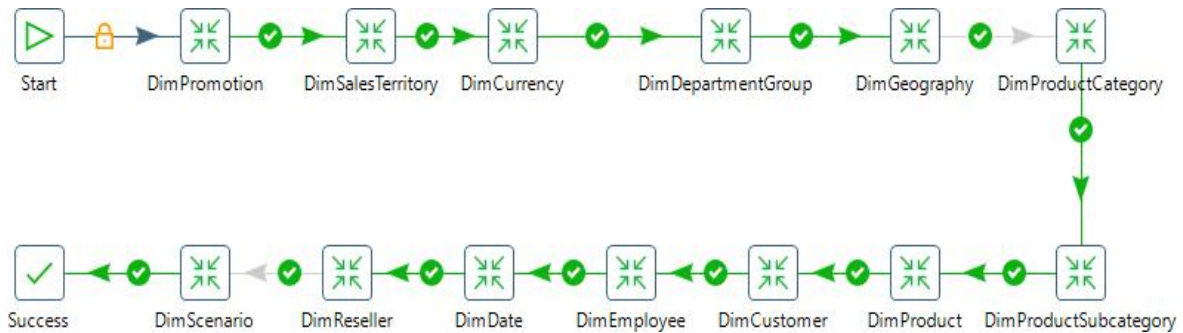 Start
DimPromotion
DimSalesTerritory
DimCurrency
DimDepartmentGroup
DimGeography
DimProductCategory
Success
DimScenario
DimReseller
DimDate
DimEmployee
DimCustomer
DimProduct
DimProductSubcategory